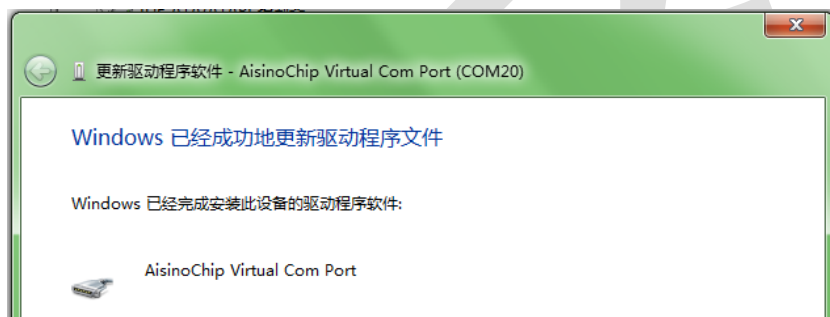 更新驱动程序软件 - AisinoChip Virtual Com Port (COM20)
Windows 已经成功地更新驱动程序文件
Windows 已经完成安装此设备的驱动程序软件:
AisinoChip Virtual Com Port